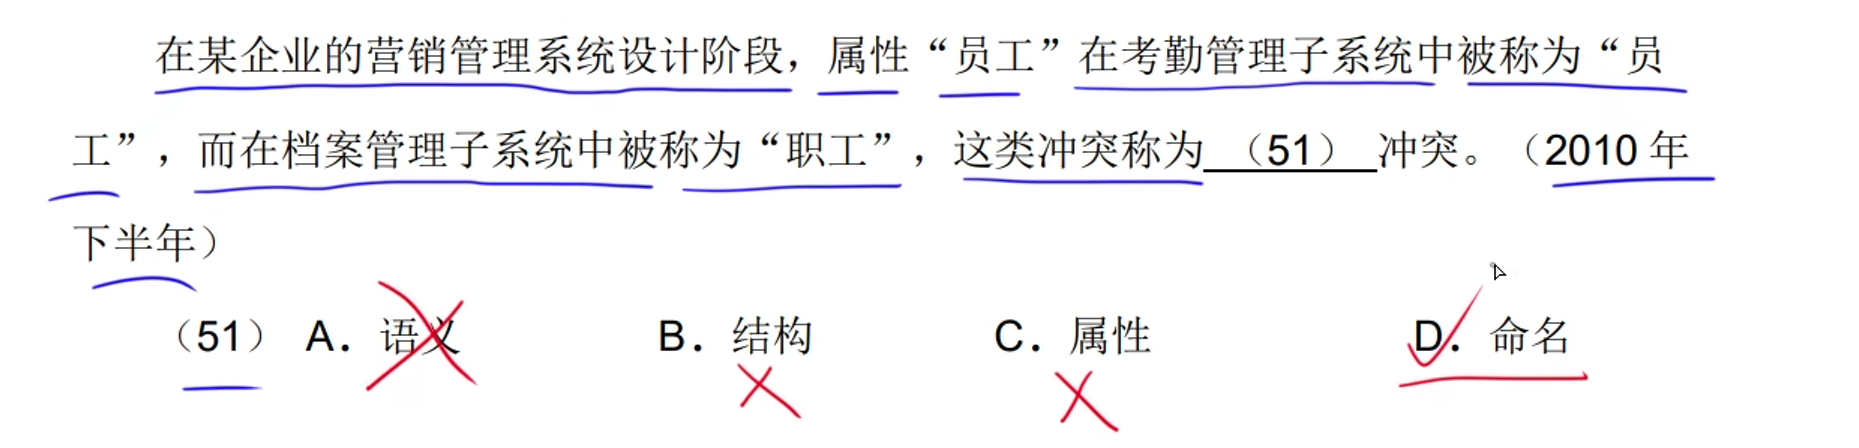 在某企业的营销管理系统设计阶段，属性“员工”在考勤管理子系统中被称为“员
工”，而在档案管理子系统中被称为“职工”，这类冲突称为（51）冲突。（2010 年
下半年）
（51） A．语义 B．结构 C．属性 D．命名